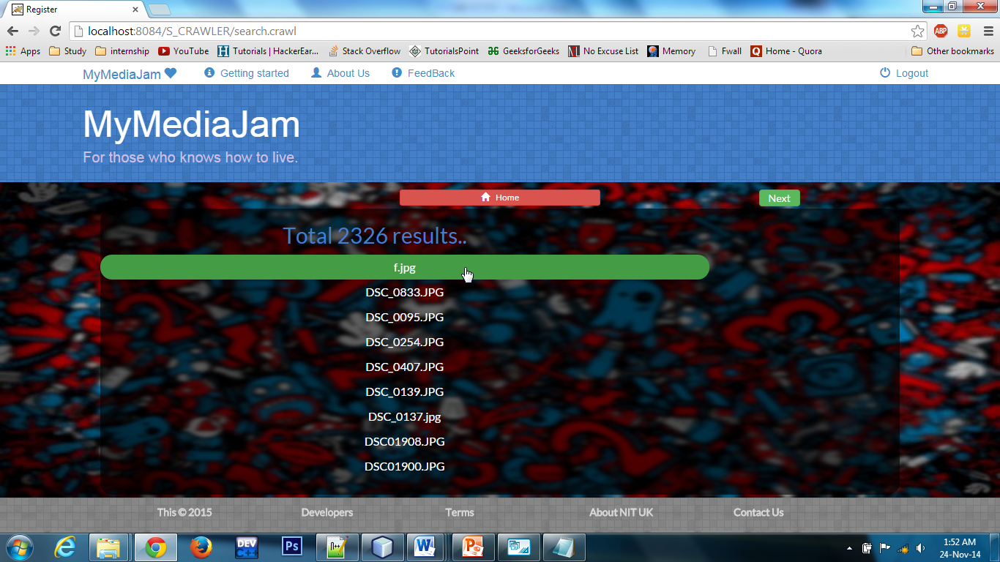 Register
localhost:8084/S_CRAWLER/search.crawl
Apps Study internship YouTube Tutorials | HackerEar... Stack Overflow TutorialsPoint GeeksforGeeks No Excuse List Memory Fwall Home - Quora Other bookmarks
ABP
MyMediaJam Getting started About Us FeedBack Logout
MyMediaJam
For those who knows how to live.
Home
Next
Total 2326 results..
f.jpg
DSC_0833.JPG
DSC_0095.JPG
DSC_0254.JPG
DSC_0407.JPG
DSC_0139.JPG
DSC_0137.jpg
DSC01908.JPG
DSC01900.JPG
This © 2015 Developers Terms About NIT UK Contact Us
DEV C++ Ps
1:52 AM
24-Nov-14